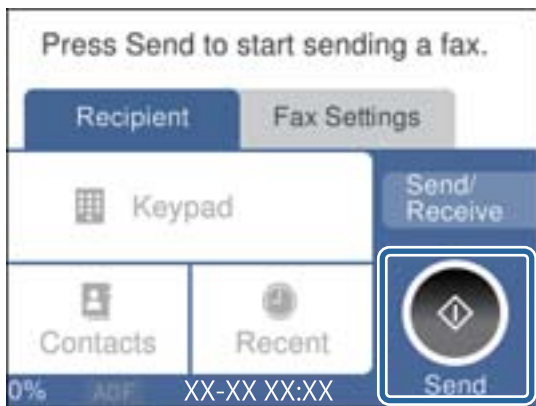 Press Send to start sending a fax.
Recipient
Fax Settings
Keypad
Send/
Receive
Contacts
Recent
0%
ADF
XX-XX XX:XX
Send